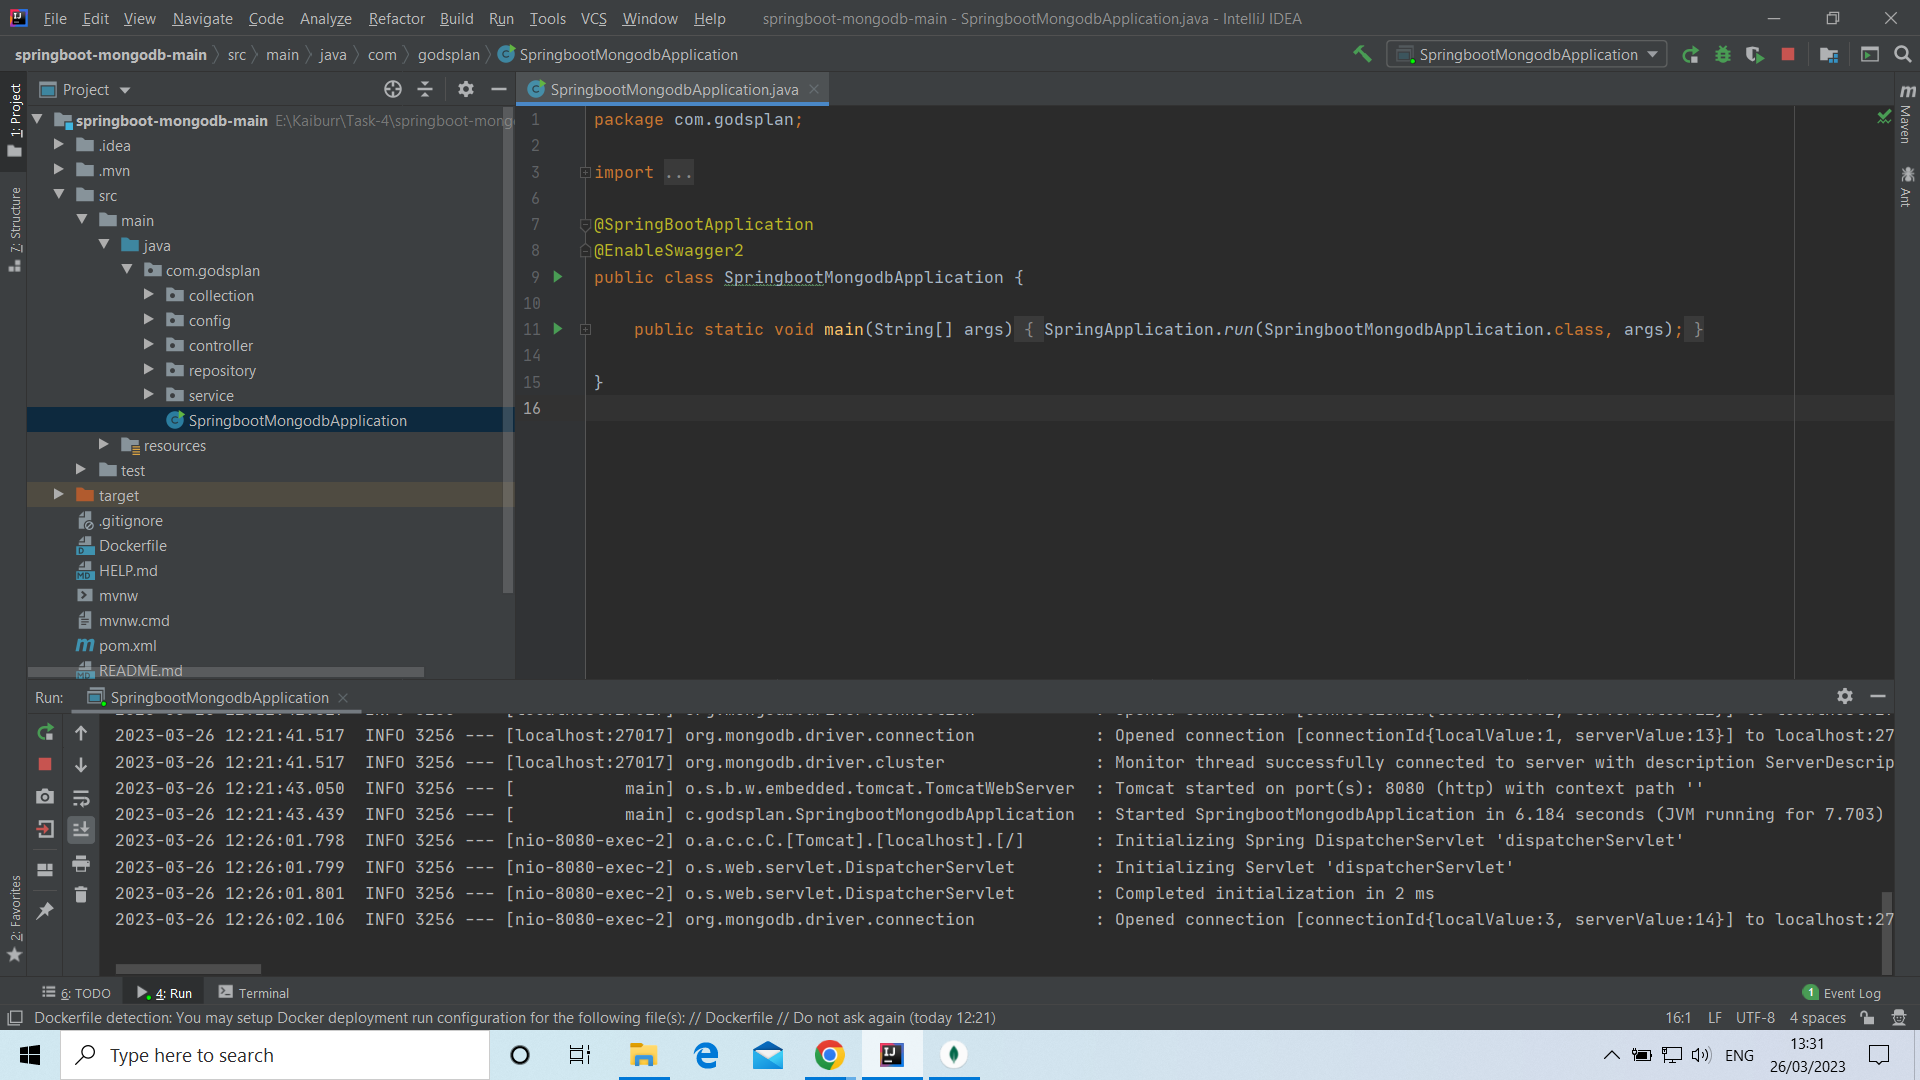 File Edit View Navigate Code Analyze Refactor Build Run Tools VCS Window Help springboot-mongodb-main - SpringbootMongodbApplication.java - IntelliJ IDEA
springboot-mongodb-main src main java com godsplan SpringbootMongodbApplication SpringbootMongodbApplication
Project
SpringbootMongodbApplication.java
1: Project
7: Structure
2: Favorites
Maven
Ant
springboot-mongodb-main E:\Kaiburr\Task-4\springboot-mong
.idea
.mvn
src
main
java
com.godsplan
collection
config
controller
repository
service
SpringbootMongodbApplication
resources
test
target
.gitignore
Dockerfile
HELP.md
mvnw
mvnw.cmd
pom.xml
README.md
1 package com.godsplan;
2
3 import ...
6
7 @SpringBootApplication
8 @EnableSwagger2
9 public class SpringbootMongodbApplication {
10
11 public static void main(String[] args) { SpringApplication.run(SpringbootMongodbApplication.class, args); }
14
15 }
16
Run: SpringbootMongodbApplication
2023-03-26 12:21:41.517 INFO 3256 --- [localhost:27017] org.mongodb.driver.connection : Opened connection [connectionId{localValue:1, serverValue:13}] to localhost:27
2023-03-26 12:21:41.517 INFO 3256 --- [localhost:27017] org.mongodb.driver.cluster : Monitor thread successfully connected to server with description ServerDescrip
2023-03-26 12:21:43.050 INFO 3256 --- [ main] o.s.b.w.embedded.tomcat.TomcatWebServer : Tomcat started on port(s): 8080 (http) with context path ''
2023-03-26 12:21:43.439 INFO 3256 --- [ main] c.godsplan.SpringbootMongodbApplication : Started SpringbootMongodbApplication in 6.184 seconds (JVM running for 7.703)
2023-03-26 12:26:01.798 INFO 3256 --- [nio-8080-exec-2] o.a.c.c.C.[Tomcat].[localhost].[/] : Initializing Spring DispatcherServlet 'dispatcherServlet'
2023-03-26 12:26:01.799 INFO 3256 --- [nio-8080-exec-2] o.s.web.servlet.DispatcherServlet : Initializing Servlet 'dispatcherServlet'
2023-03-26 12:26:01.801 INFO 3256 --- [nio-8080-exec-2] o.s.web.servlet.DispatcherServlet : Completed initialization in 2 ms
2023-03-26 12:26:02.106 INFO 3256 --- [nio-8080-exec-2] org.mongodb.driver.connection : Opened connection [connectionId{localValue:3, serverValue:14}] to localhost:27
6: TODO 4: Run Terminal 1 Event Log
Dockerfile detection: You may setup Docker deployment run configuration for the following file(s): // Dockerfile // Do not ask again (today 12:21) 16:1 LF UTF-8 4 spaces
Type here to search ENG 13:31
26/03/2023